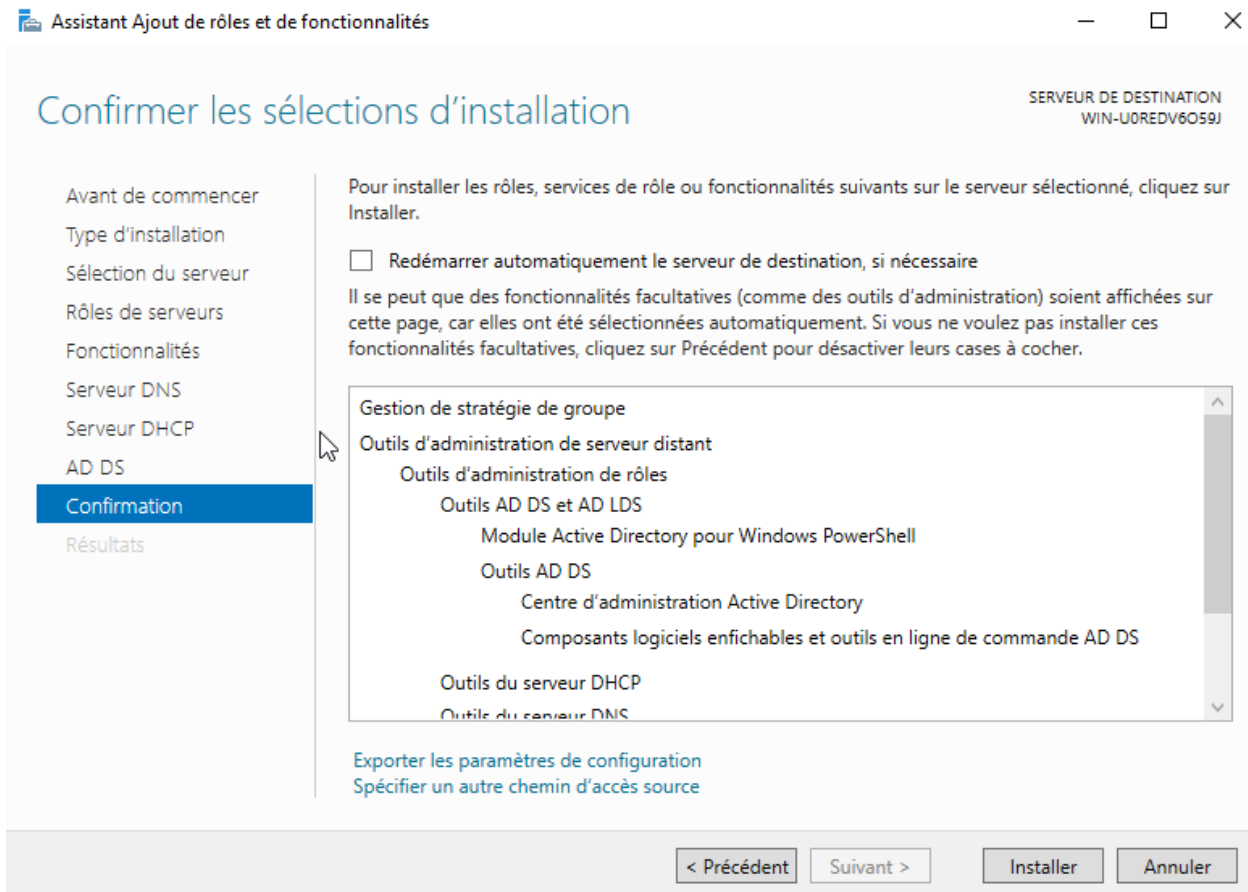 Assistant Ajout de rôles et de fonctionnalités
Confirmer les sélections d’installation
SERVEUR DE DESTINATION
WIN-U0REDV6O59J
Avant de commencer
Type d’installation
Sélection du serveur
Rôles de serveurs
Fonctionnalités
Serveur DNS
Serveur DHCP
AD DS
Confirmation
Résultats
Pour installer les rôles, services de rôle ou fonctionnalités suivants sur le serveur sélectionné, cliquez sur
Installer.
Redémarrer automatiquement le serveur de destination, si nécessaire
Il se peut que des fonctionnalités facultatives (comme des outils d’administration) soient affichées sur
cette page, car elles ont été sélectionnées automatiquement. Si vous ne voulez pas installer ces
fonctionnalités facultatives, cliquez sur Précédent pour désactiver leurs cases à cocher.
Gestion de stratégie de groupe
Outils d’administration de serveur distant
Outils d’administration de rôles
Outils AD DS et AD LDS
Module Active Directory pour Windows PowerShell
Outils AD DS
Centre d’administration Active Directory
Composants logiciels enfichables et outils en ligne de commande AD DS
Outils du serveur DHCP
Outils du serveur DNS
Exporter les paramètres de configuration
Spécifier un autre chemin d’accès source
< Précédent
Suivant >
Installer
Annuler